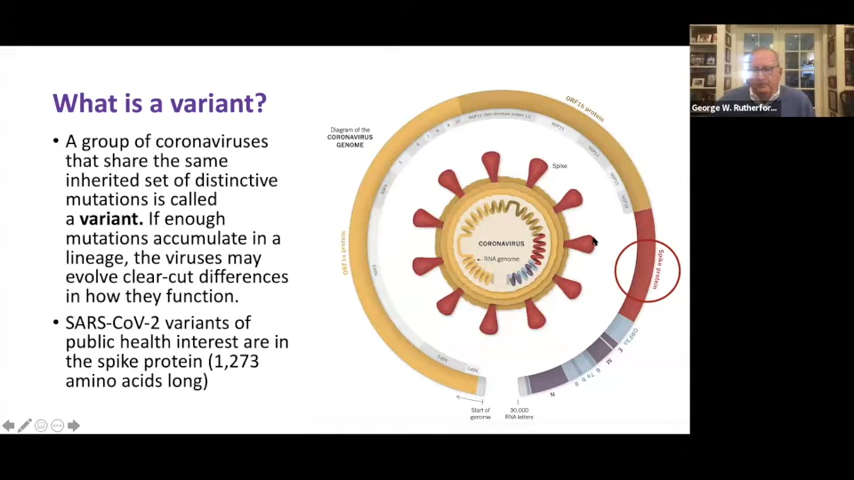 What is a variant?
• A group of coronaviruses
that share the same
inherited set of distinctive
mutations is called
a variant. If enough
mutations accumulate in a
lineage, the viruses may
evolve clear-cut differences
in how they function.
• SARS-CoV-2 variants of
public health interest are in
the spike protein (1,273
amino acids long)
Diagram of the
CORONAVIRUS
GENOME
ORF1b protein
Spike
CORONAVIRUS
RNA genome
ORF1a protein
Spike protein
ORF3a
E
M
6
7a
b
8
N
Start of
genome
30,000
RNA letters
George W. Rutherfor...